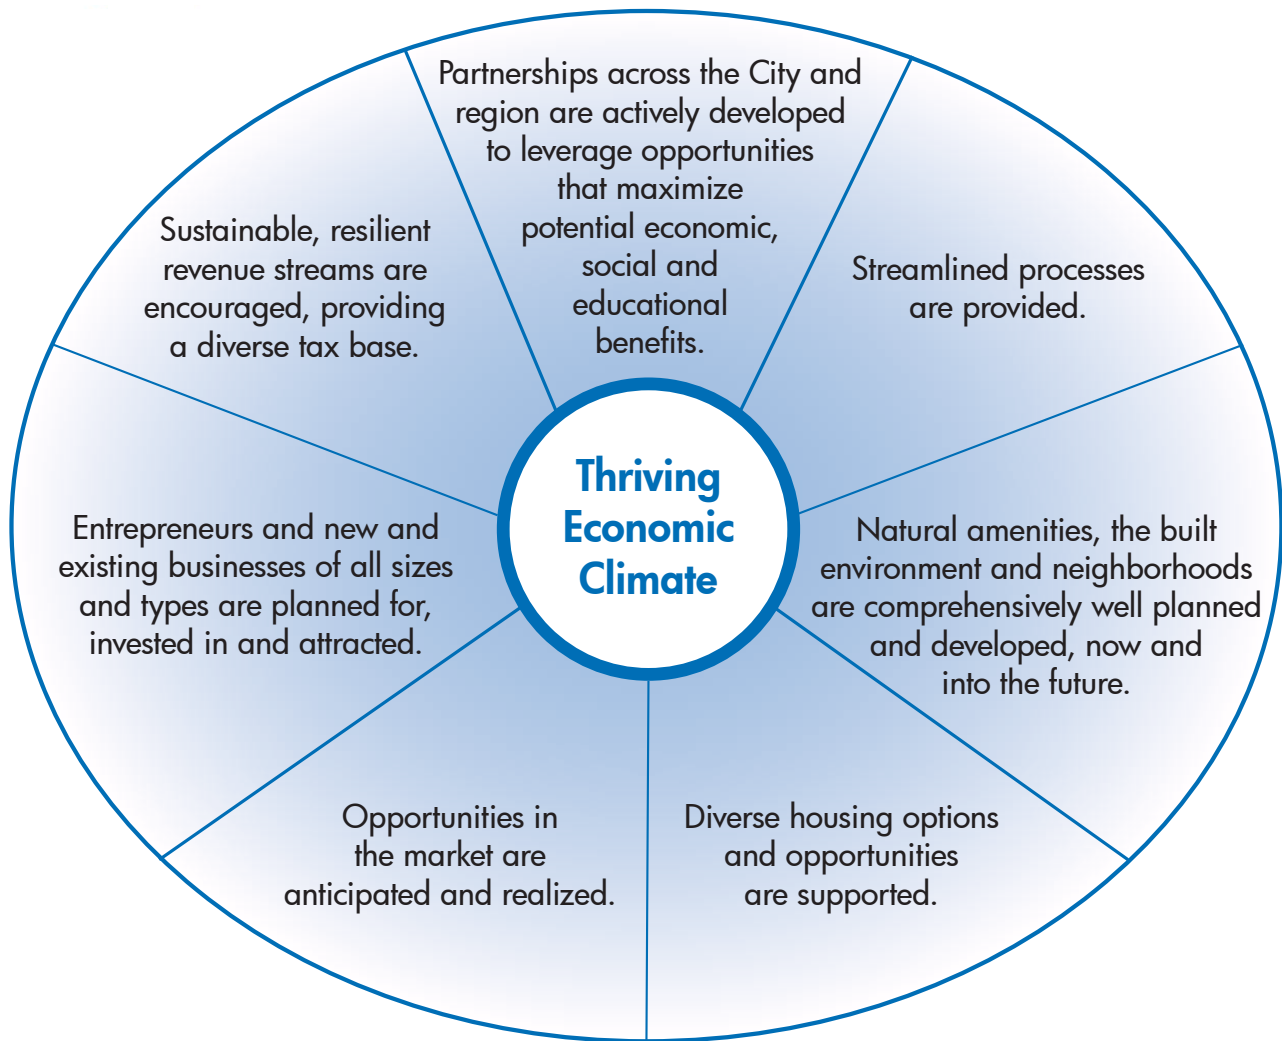 Partnerships across the City and
region are actively developed
to leverage opportunities
that maximize
potential economic,
social and
educational
benefits.
Streamlined processes
are provided.
Natural amenities, the built
environment and neighborhoods
are comprehensively well planned
and developed, now and
into the future.
Diverse housing options
and opportunities
are supported.
Opportunities in
the market are
anticipated and realized.
Entrepreneurs and new and
existing businesses of all sizes
and types are planned for,
invested in and attracted.
Sustainable, resilient
revenue streams are
encouraged, providing
a diverse tax base.
Thriving
Economic
Climate